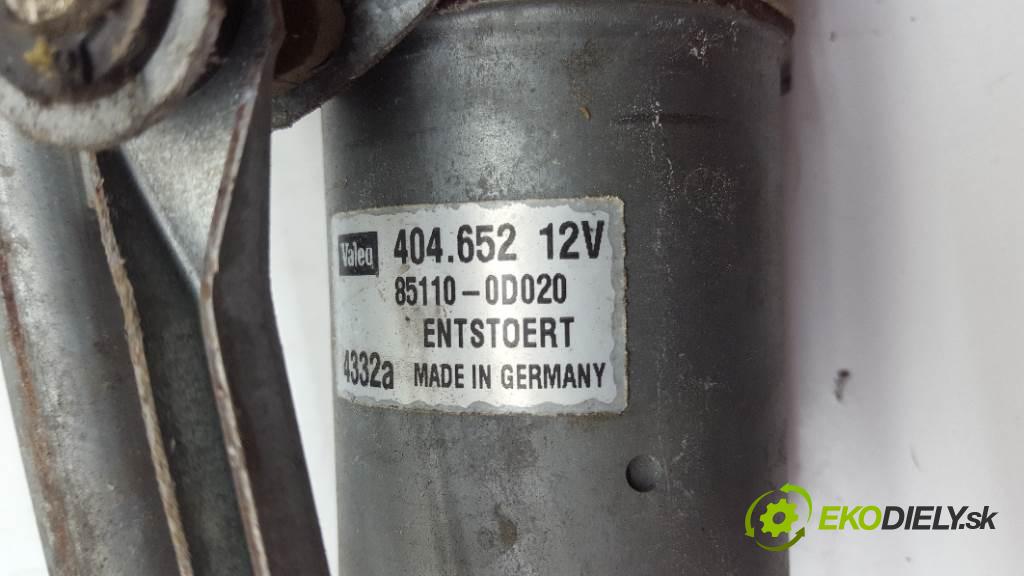 Valeo 404.652 12V
85110-0D020
ENTSTOERT
4332a MADE IN GERMANY
EKODIELY.sk